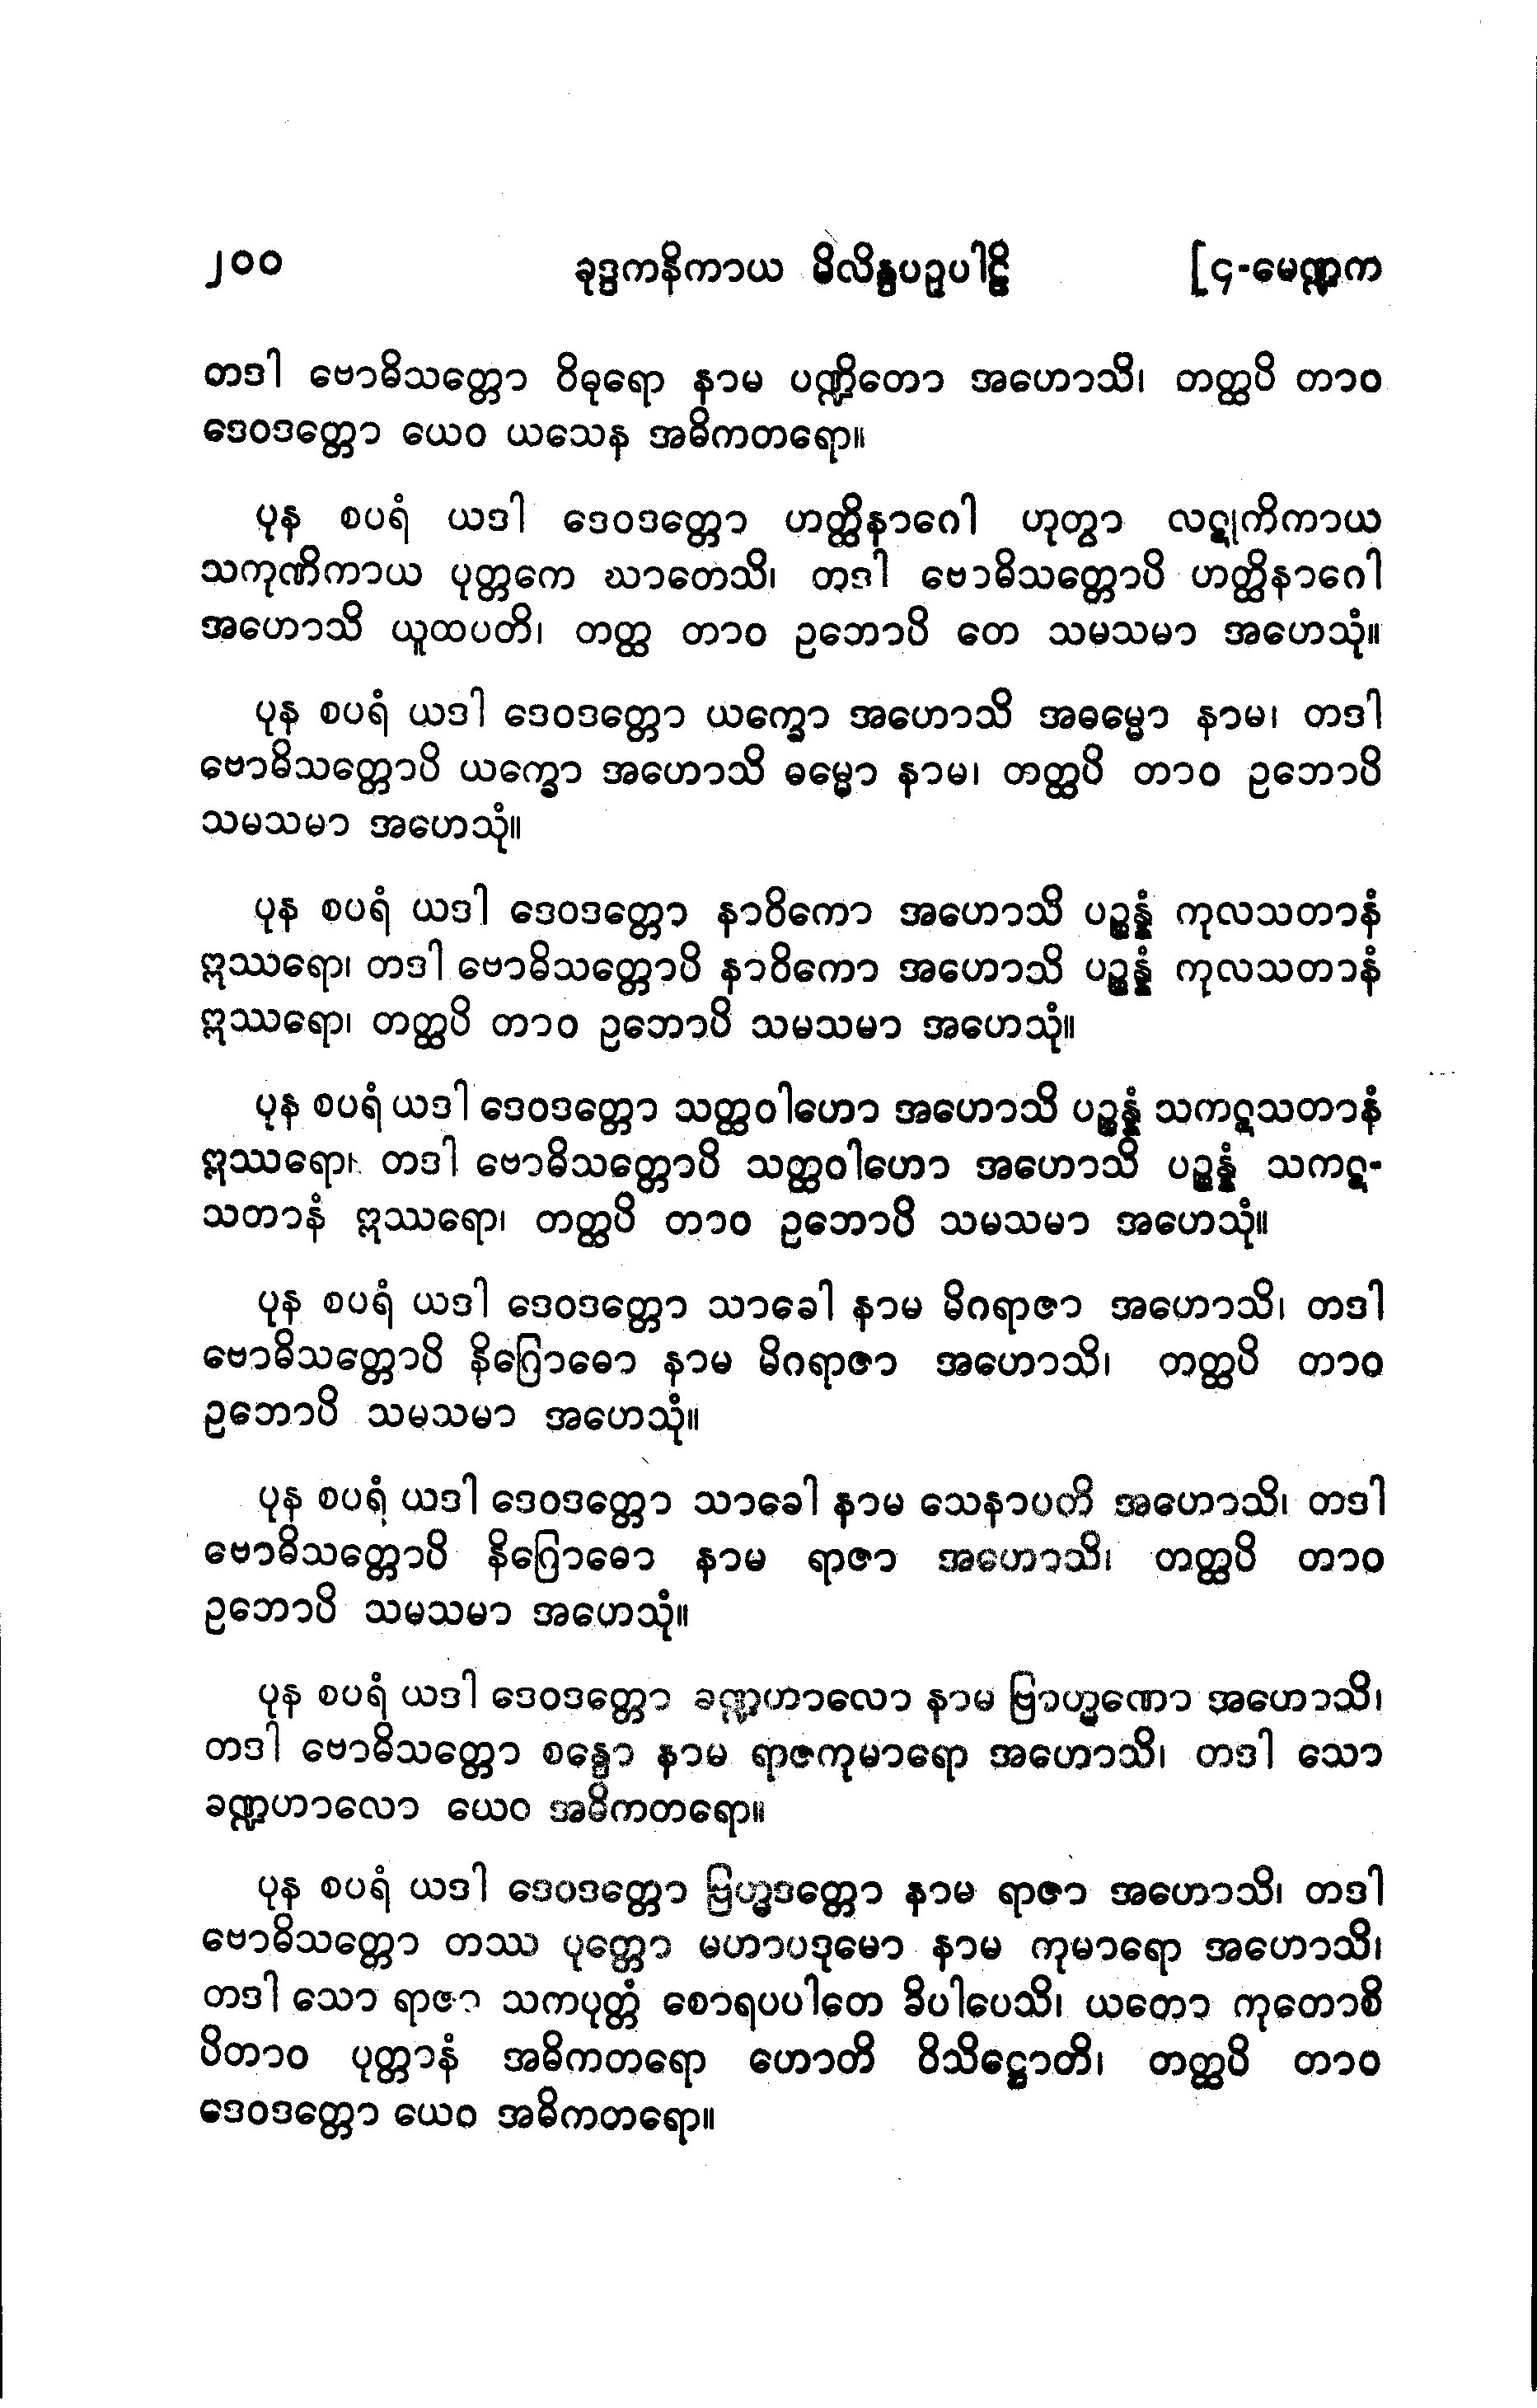 ၂၀၀ ခုဒ္ဒကနိကာယ မိလိန္ဒပဉှပါဠိ [၄-မေဏ္ဍက
တဒါ ဗောဓိသတ္တော ဝိဓုရော နာမ ပဏ္ဍိတော အဟောသိ၊ တတ္ထပိ တာဝ
ဒေဝဒတ္တော ယေဝ ယသေန အဓိကတရော။
ပုန စပရံ ယဒါ ဒေဝဒတ္တော ဟတ္ထိနာဂေါ ဟုတွာ လဋုကိကာယ
သကုဏိကာယ ပုတ္တကေ ဃာတေသိ၊ တဒါ ဗောဓိသတ္တောပိ ဟတ္ထိနာဂေါ
အဟောသိ ယူထပတိ၊ တတ္ထ တာဝ ဥဘောပိ တေ သမသမာ အဟေသုံ။
ပုန စပရံ ယဒါ ဒေဝဒတ္တော ယက္ခော အဟောသိ အဓမ္မော နာမ၊ တဒါ
ဗောဓိသတ္တောပိ ယက္ခော အဟောသိ ဓမ္မော နာမ၊ တတ္ထပိ တာဝ ဥဘောပိ
သမသမာ အဟေသုံ။
ပုန စပရံ ယဒါ ဒေဝဒတ္တော နာဝိကော အဟောသိ ပဉ္စန္နံ ကုလသတာနံ
ဣဿရော၊ တဒါ ဗောဓိသတ္တောပိ နာဝိကော အဟောသိ ပဉ္စန္နံ ကုလသတာနံ
ဣဿရော၊ တတ္ထပိ တာဝ ဥဘောပိ သမသမာ အဟေသုံ။
ပုန စပရံ ယဒါ ဒေဝဒတ္တော သတ္ထဝါဟော အဟောသိ ပဉ္စန္နံ သကဋသတာနံ
ဣဿရော၊ တဒါ ဗောဓိသတ္တောပိ သတ္ထဝါဟော အဟောသိ ပဉ္စန္နံ သကဋ-
သတာနံ ဣဿရော၊ တတ္ထပိ တာဝ ဥဘောပိ သမသမာ အဟေသုံ။
ပုန စပရံ ယဒါ ဒေဝဒတ္တော သာခေါ နာမ မိဂရာဇာ အဟောသိ၊ တဒါ
ဗောဓိသတ္တောပိ နိဂြောဓော နာမ မိဂရာဇာ အဟောသိ၊ တတ္ထပိ တာဝ
ဥဘောပိ သမသမာ အဟေသုံ။
ပုန စပရံ ယဒါ ဒေဝဒတ္တော သာခေါ နာမ သေနာပတိ အဟောသိ၊ တဒါ
ဗောဓိသတ္တောပိ နိဂြောဓော နာမ ရာဇာ အဟောသိ၊ တတ္ထပိ တာဝ
ဥဘောပိ သမသမာ အဟေသုံ။
ပုန စပရံ ယဒါ ဒေဝဒတ္တော ခဏ္ဍဟာလော နာမ ဗြာဟ္မဏော အဟောသိ၊
တဒါ ဗောဓိသတ္တော စန္ဒော နာမ ရာဇကုမာရော အဟောသိ၊ တဒါ သော
ခဏ္ဍဟာလော ယေဝ အဓိကတရော။
ပုန စပရံ ယဒါ ဒေဝဒတ္တော ဗြဟ္မဒတ္တော နာမ ရာဇာ အဟောသိ၊ တဒါ
ဗောဓိသတ္တော တဿ ပုတ္တော မဟာပဒုမော နာမ ကုမာရော အဟောသိ၊
တဒါ သော ရာဇာ သကပုတ္တံ စောရပပါတေ ခိပါပေသိ၊ ယတော ကုတောစိ
ပိတာဝ ပုတ္တာနံ အဓိကတရော ဟောတိ ဝိသိဋ္ဌောတိ၊ တတ္ထပိ တာဝ
ဒေဝဒတ္တော ယေဝ အဓိကတရော။